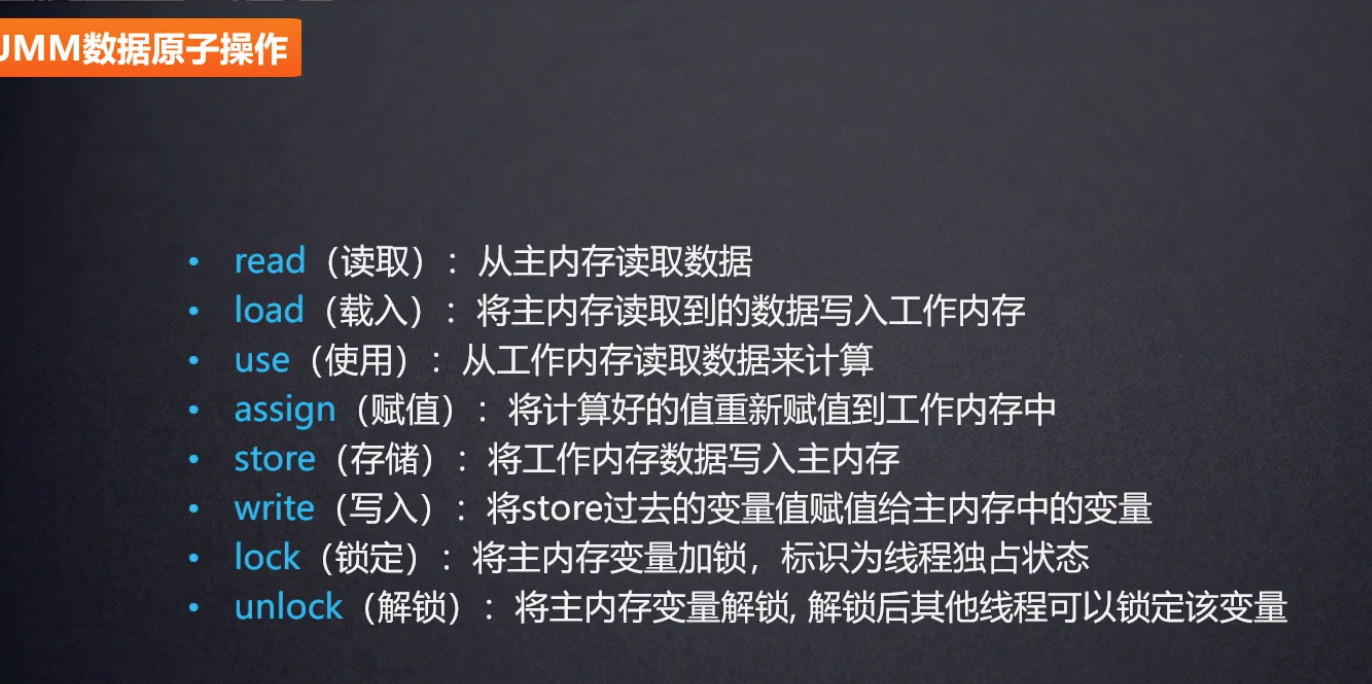 JMM数据原子操作
• read（读取）：从主内存读取数据
• load（载入）：将主内存读取到的数据写入工作内存
• use（使用）：从工作内存读取数据来计算
• assign（赋值）：将计算好的值重新赋值到工作内存中
• store（存储）：将工作内存数据写入主内存
• write（写入）：将store过去的变量值赋值给主内存中的变量
• lock（锁定）：将主内存变量加锁，标识为线程独占状态
• unlock（解锁）：将主内存变量解锁, 解锁后其他线程可以锁定该变量